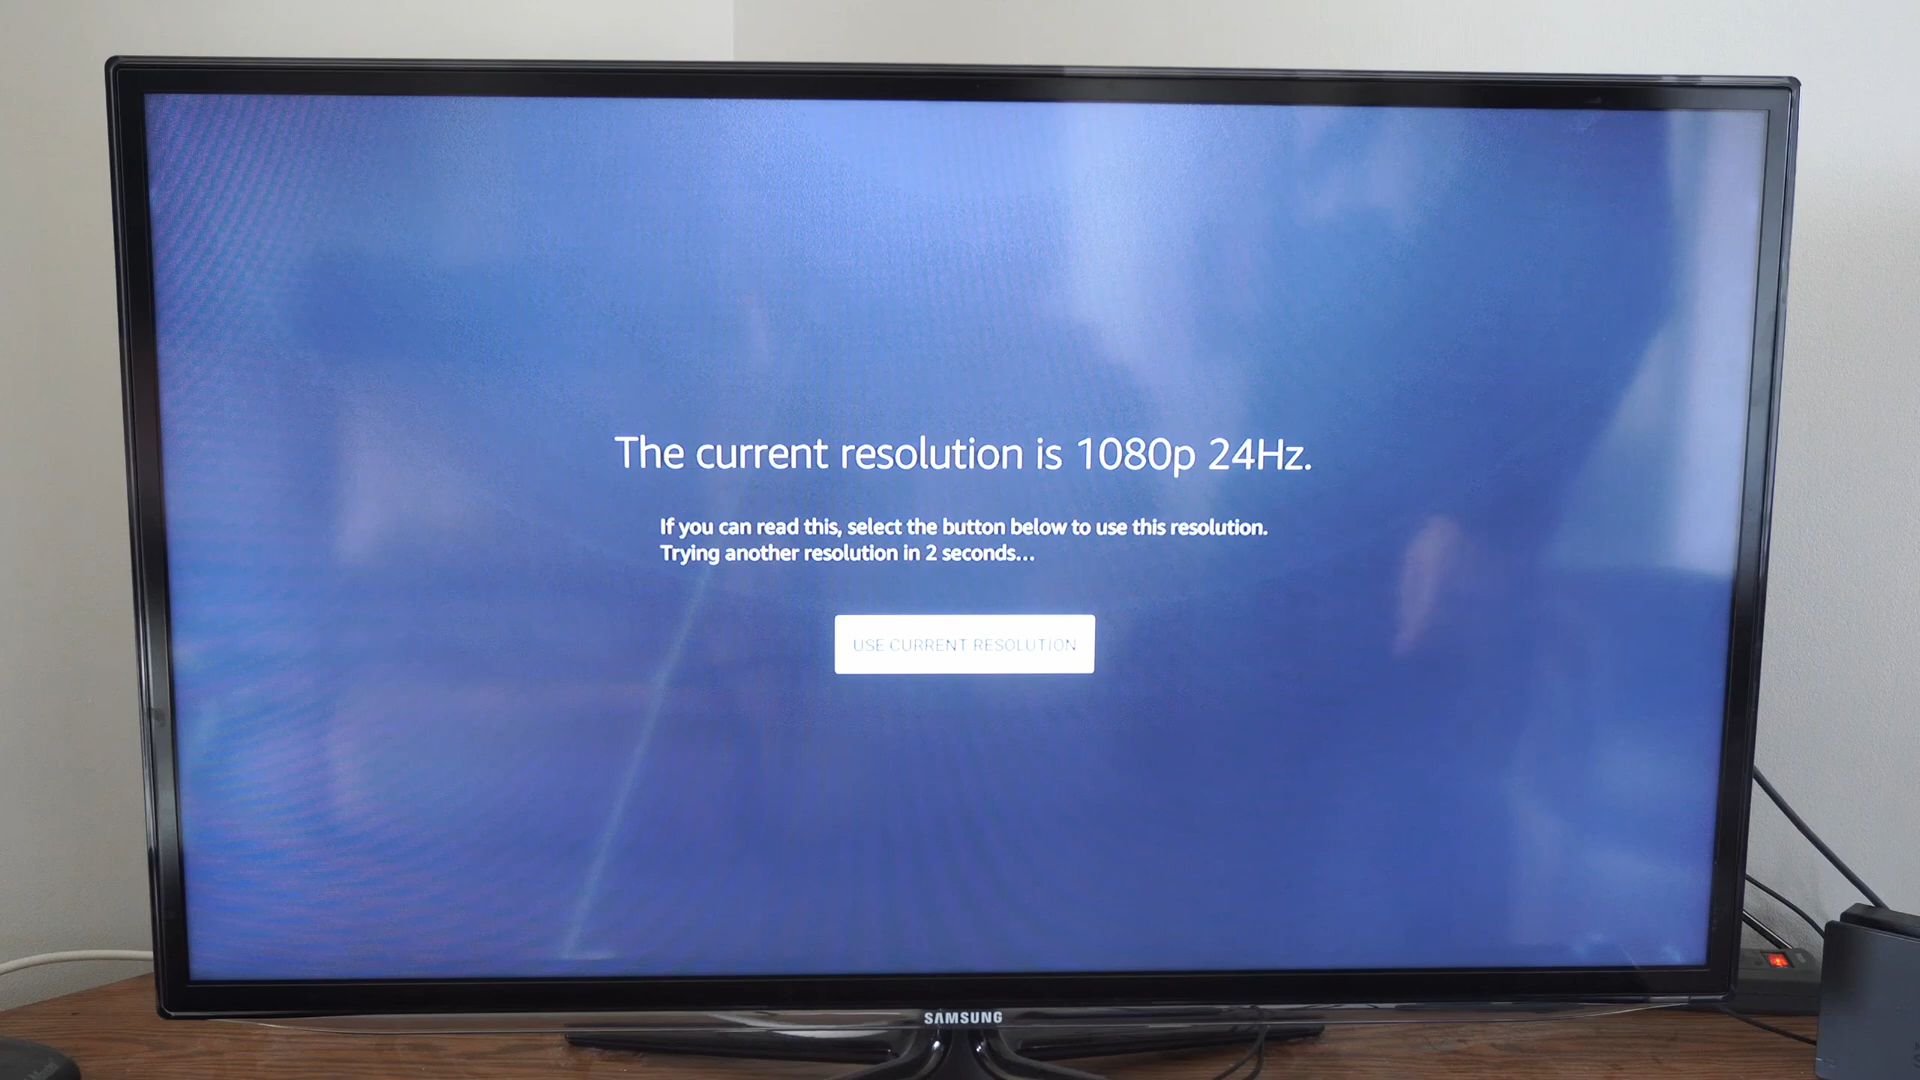 The current resolution is 1080p 24Hz.
If you can read this, select the button below to use this resolution.
Trying another resolution in 2 seconds...
USE CURRENT RESOLUTION
SAMSUNG